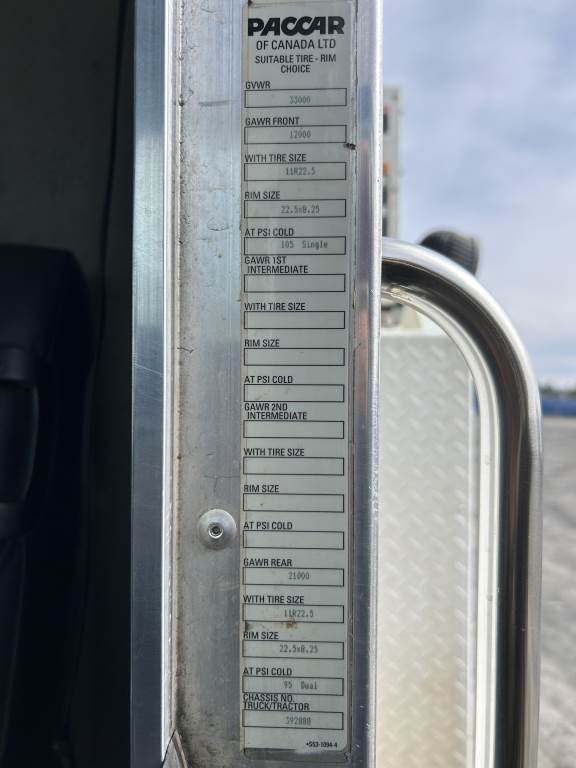 PACCAR
OF CANADA LTD
SUITABLE TIRE - RIM
CHOICE
GVWR
33000
GAWR FRONT
12000
WITH TIRE SIZE
11R22.5
RIM SIZE
22.5x8.25
AT PSI COLD
105 Single
GAWR 1ST
INTERMEDIATE
WITH TIRE SIZE
RIM SIZE
AT PSI COLD
GAWR 2ND
INTERMEDIATE
WITH TIRE SIZE
RIM SIZE
AT PSI COLD
GAWR REAR
21000
WITH TIRE SIZE
11R22.5
RIM SIZE
22.5x8.25
AT PSI COLD
95 Dual
CHASSIS NO.
TRUCK/TRACTOR